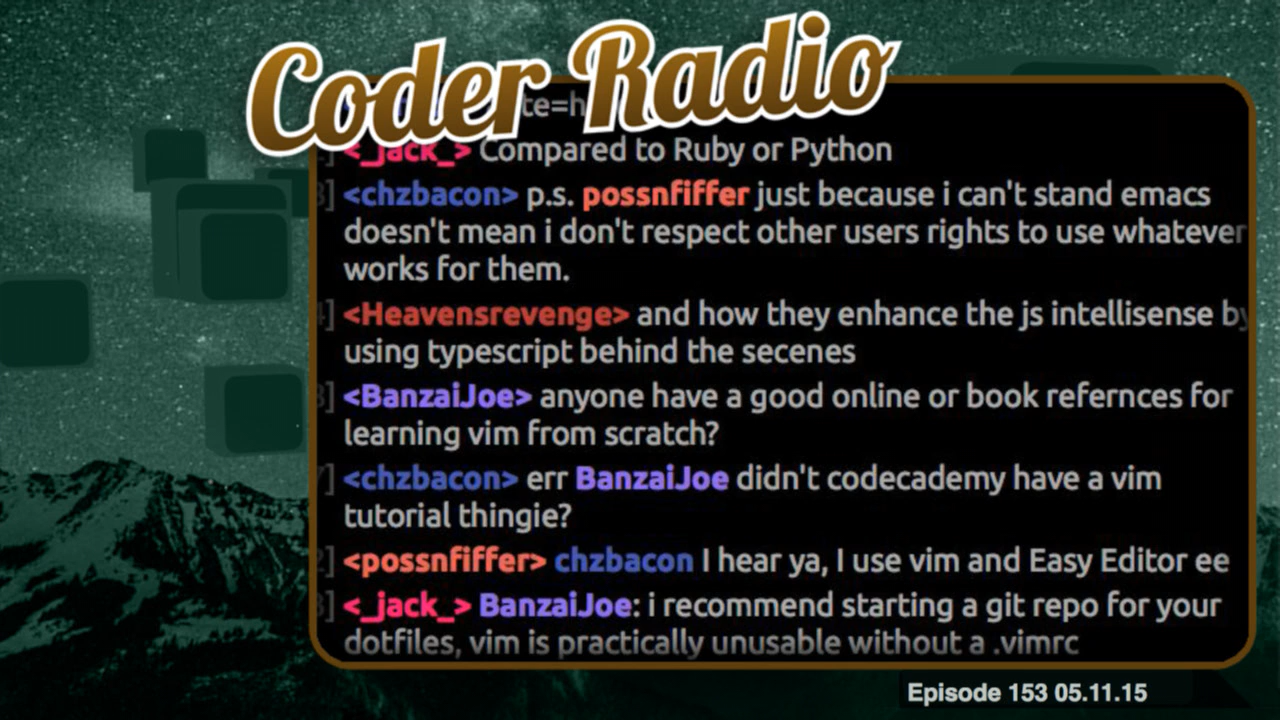 Coder Radio
te=h
<_jack_> Compared to Ruby or Python
<chzbacon> p.s. possnfiffer just because i can't stand emacs
doesn't mean i don't respect other users rights to use whatever
works for them.
<Heavensrevenge> and how they enhance the js intellisense by
using typescript behind the secenes
<BanzaiJoe> anyone have a good online or book refernces for
learning vim from scratch?
<chzbacon> err BanzaiJoe didn't codecademy have a vim
tutorial thingie?
<possnfiffer> chzbacon I hear ya, I use vim and Easy Editor ee
<_jack_> BanzaiJoe: i recommend starting a git repo for your
dotfiles, vim is practically unusable without a .vimrc
Episode 153 05.11.15